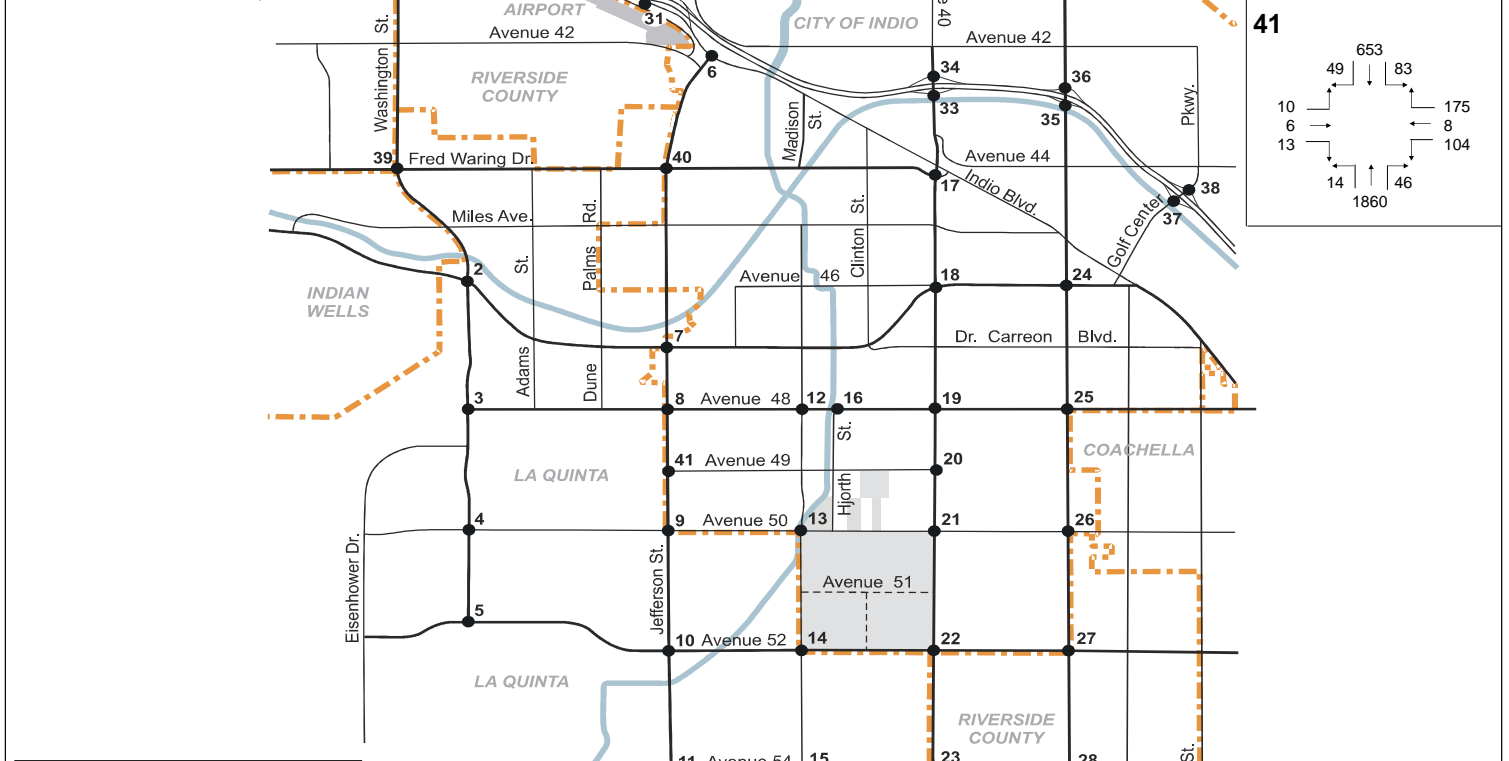 AIRPORT
31
CITY OF INDIO
e 40
41
St.
Avenue 42
Avenue 42
653
49
83
6
34
36
RIVERSIDE
COUNTY
Washington
Madison
St.
33
35
Pkwy.
10
175
6
8
13
104
39
Fred Waring Dr.
40
Avenue 44
17
Indio Blvd.
38
14
46
1860
37
Miles Ave.
Rd.
Clinton St.
Golf Center
2
St.
Palms
Avenue 46
18
24
INDIAN
WELLS
7
Dr. Carreon Blvd.
Adams
Dune
3
8
Avenue 48
12
16
19
25
St.
COACHELLA
41
Avenue 49
20
LA QUINTA
Hjorth
4
9
Avenue 50
13
21
26
Eisenhower Dr.
Jefferson St.
Avenue 51
5
10
Avenue 52
14
22
27
LA QUINTA
RIVERSIDE
COUNTY
St.
11
Avenue 54
15
23
28